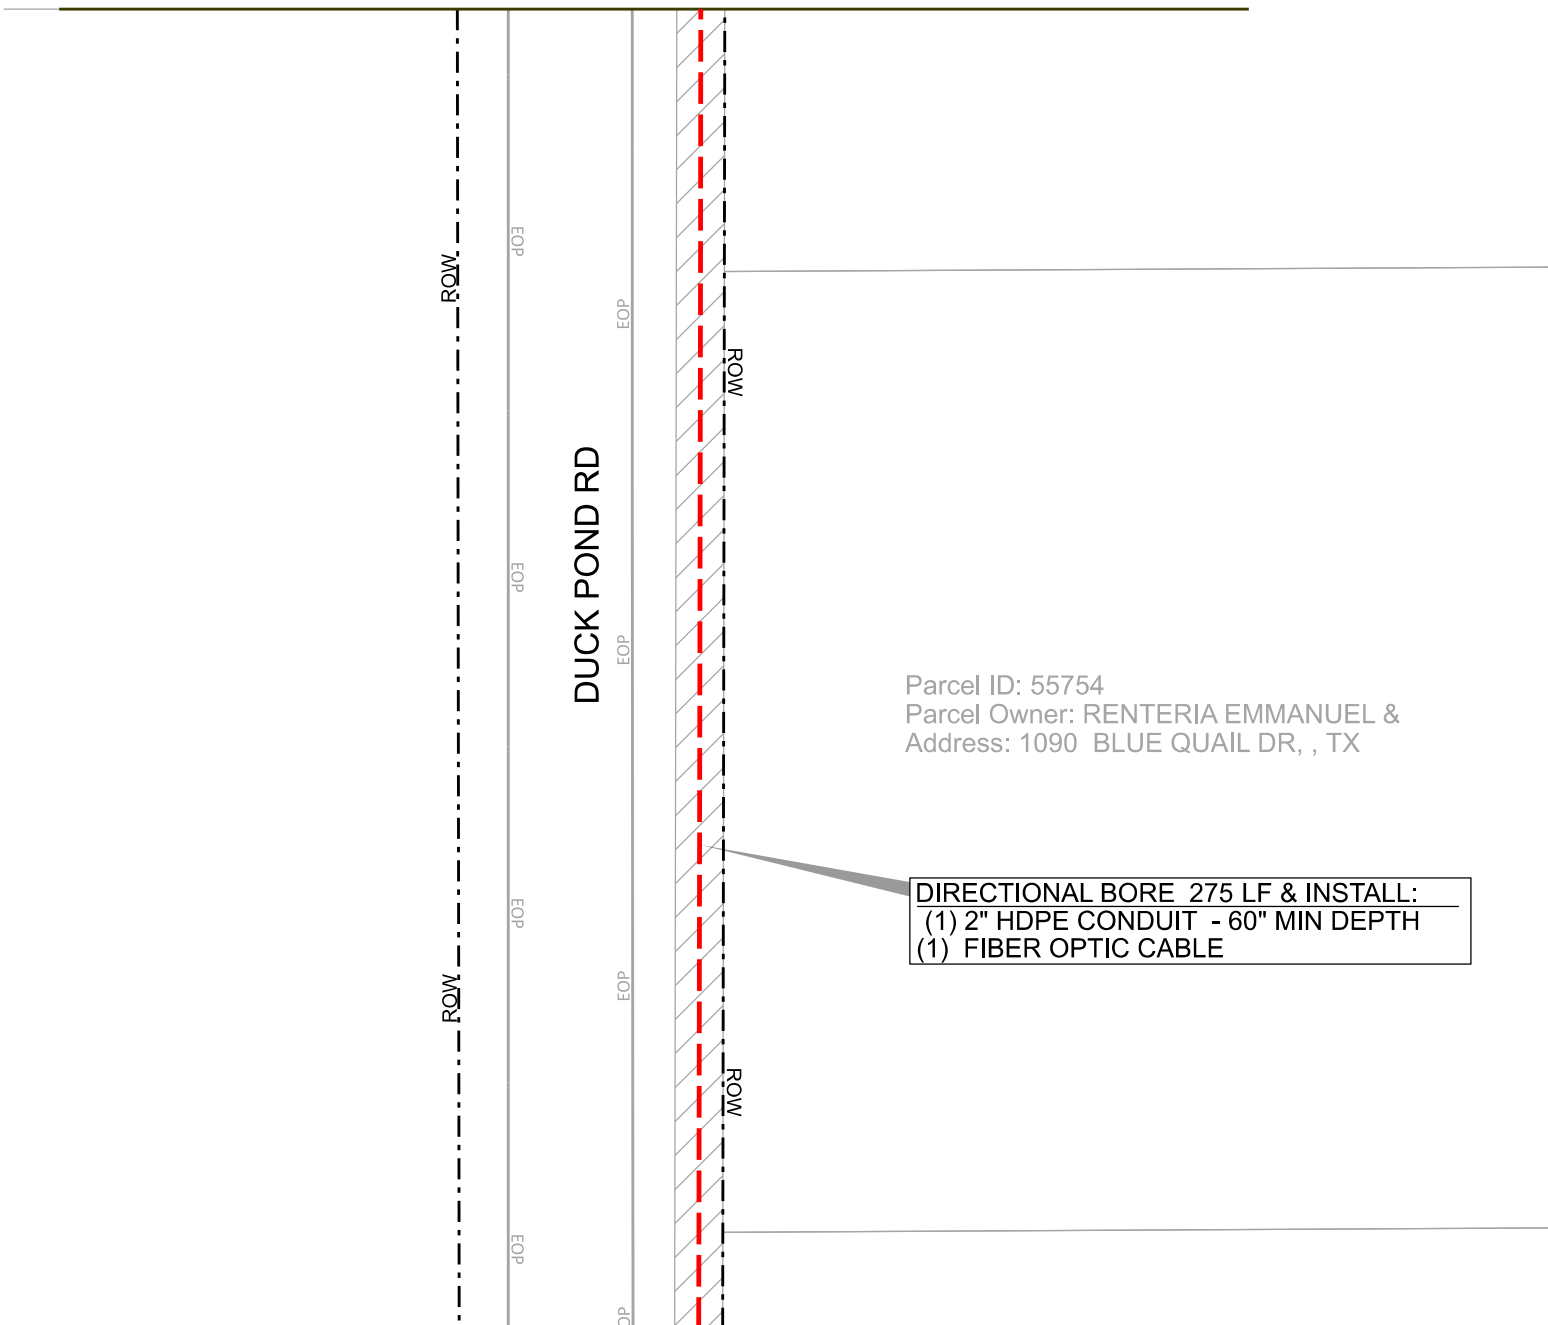 EOP
ROW
EOP
ROW
DUCK POND RD
EOP
EOP
Parcel ID: 55754
Parcel Owner: RENTERIA EMMANUEL &
Address: 1090  BLUE QUAIL DR, , TX
DIRECTIONAL BORE  275 LF & INSTALL:
(1) 2" HDPE CONDUIT  - 60" MIN DEPTH
(1)  FIBER OPTIC CABLE
EOP
ROW
EOP
ROW
EOP
OP